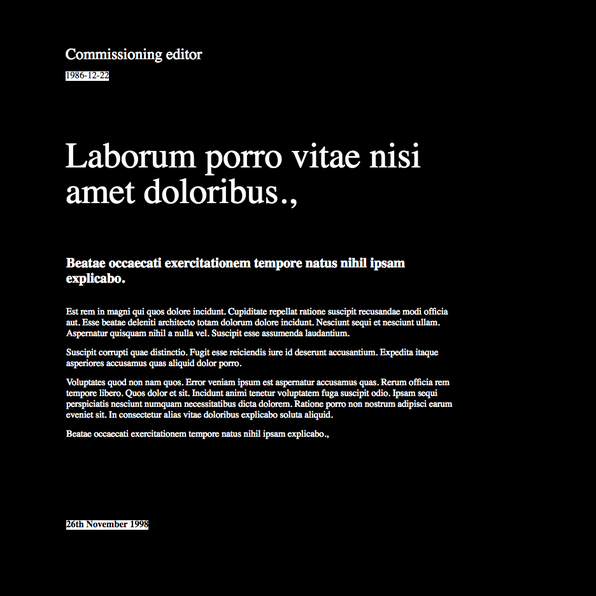 Commissioning editor
1986-12-22
Laborum porro vitae nisi
amet doloribus.,
Beatae occaecati exercitationem tempore natus nihil ipsam
explicabo.
Est rem in magni qui quos dolore incidunt. Cupiditate repellat ratione suscipit recusandae modi officia
aut. Esse beatae deleniti architecto totam dolorum dolore incidunt. Nesciunt sequi et nesciunt ullam.
Aspernatur quisquam nihil a nulla vel. Suscipit esse assumenda laudantium.
Suscipit corrupti quae distinctio. Fugit esse reiciendis iure id deserunt accusantium. Expedita itaque
asperiores accusamus quas aliquid dolor porro.
Voluptates quod non nam quos. Error veniam ipsum est aspernatur accusamus quas. Rerum officia rem
tempore libero. Quos dolor et sit. Incidunt animi tenetur voluptatem fuga suscipit odio. Ipsam sequi
perspiciatis nesciunt numquam necessitatibus dicta dolorem. Ratione porro non nostrum adipisci earum
eveniet sit. In consectetur alias vitae doloribus explicabo soluta aliquid.
Beatae occaecati exercitationem tempore natus nihil ipsam explicabo.,
26th November 1998